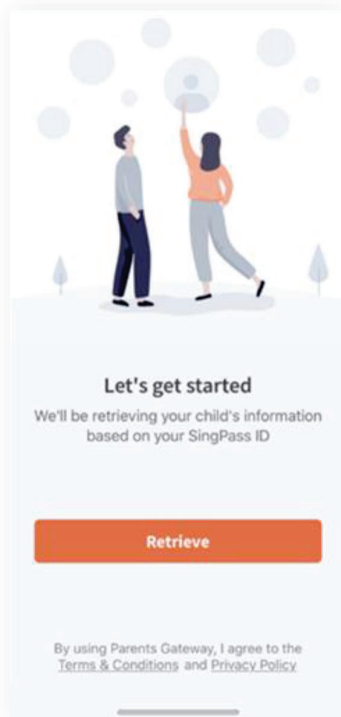 Let's get started
We'll be retrieving your child's information
based on your SingPass ID
Retrieve
By using Parents Gateway, I agree to the
Terms & Conditions and Privacy Policy